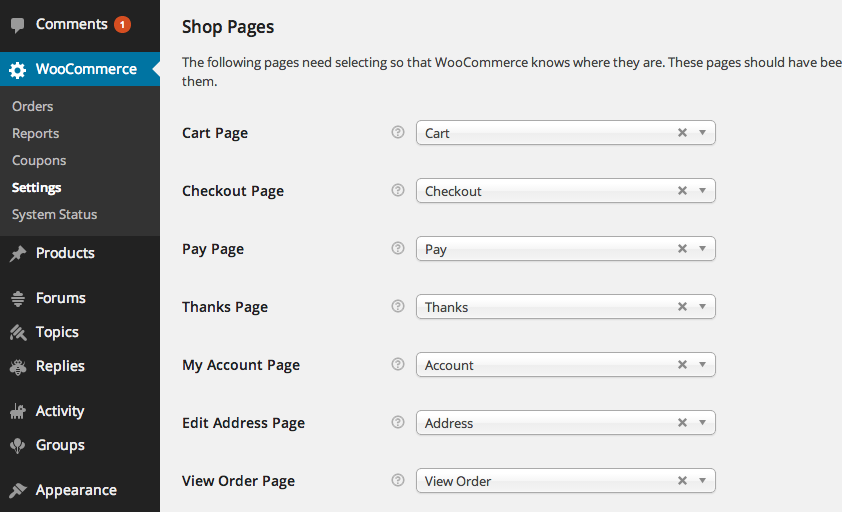 Comments 1
WooCommerce
Orders
Reports
Coupons
Settings
System Status
Products
Forums
Topics
Replies
Activity
Groups
Appearance
Shop Pages
The following pages need selecting so that WooCommerce knows where they are. These pages should have bee
them.
Cart Page ? Cart
Checkout Page ? Checkout
Pay Page ? Pay
Thanks Page ? Thanks
My Account Page ? Account
Edit Address Page ? Address
View Order Page ? View Order